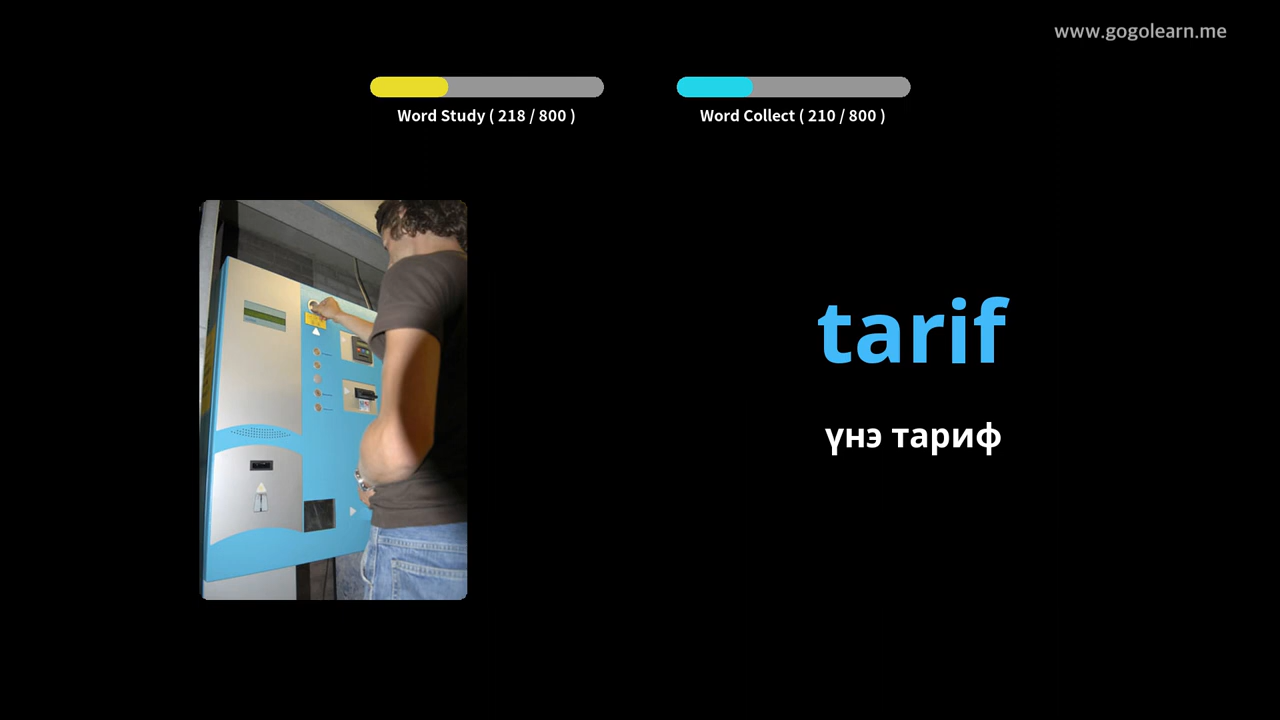 www.gogolearn.me
Word Study ( 218 / 800 )
Word Collect ( 210 / 800 )
tarif
үнэ тариф